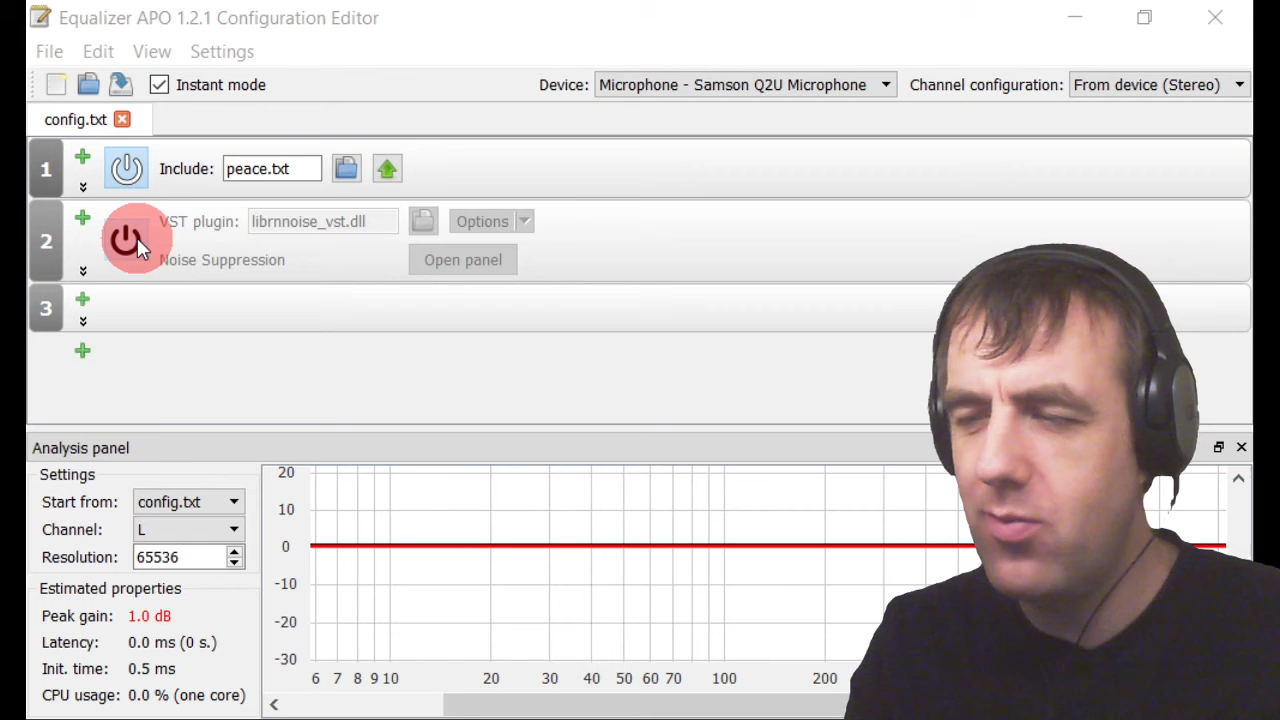 Equalizer APO 1.2.1 Configuration Editor
File Edit View Settings
Instant mode Device: Microphone - Samson Q2U Microphone Channel configuration: From device (Stereo)
config.txt
1 Include: peace.txt
VST plugin: librnnoise_vst.dll Options
2
Noise Suppression Open panel
3
Analysis panel
Settings
Start from: config.txt
Channel: L
Resolution: 65536
Estimated properties
Peak gain: 1.0 dB
Latency: 0.0 ms (0 s.)
Init. time: 0.5 ms
CPU usage: 0.0 % (one core)
20
10
0
-10
-20
-30
6 7 8 9 10 20 30 40 50 60 70 100 200